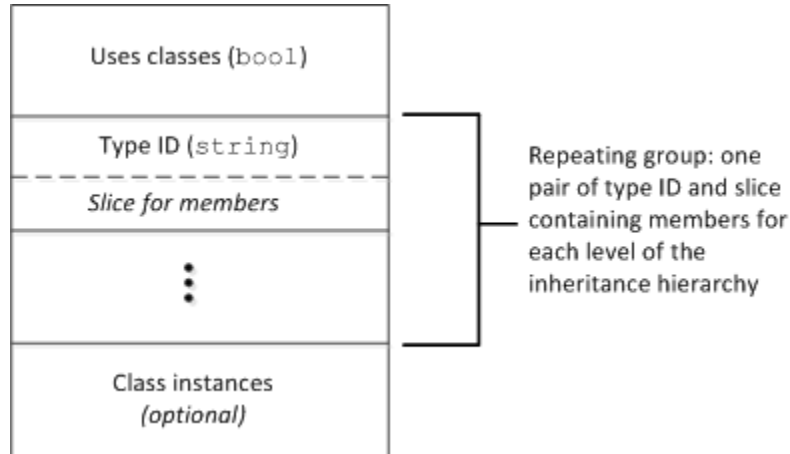 Uses classes (bool)
Type ID (string)
Slice for members
Class instances
(optional)
Repeating group: one
pair of type ID and slice
containing members for
each level of the
inheritance hierarchy